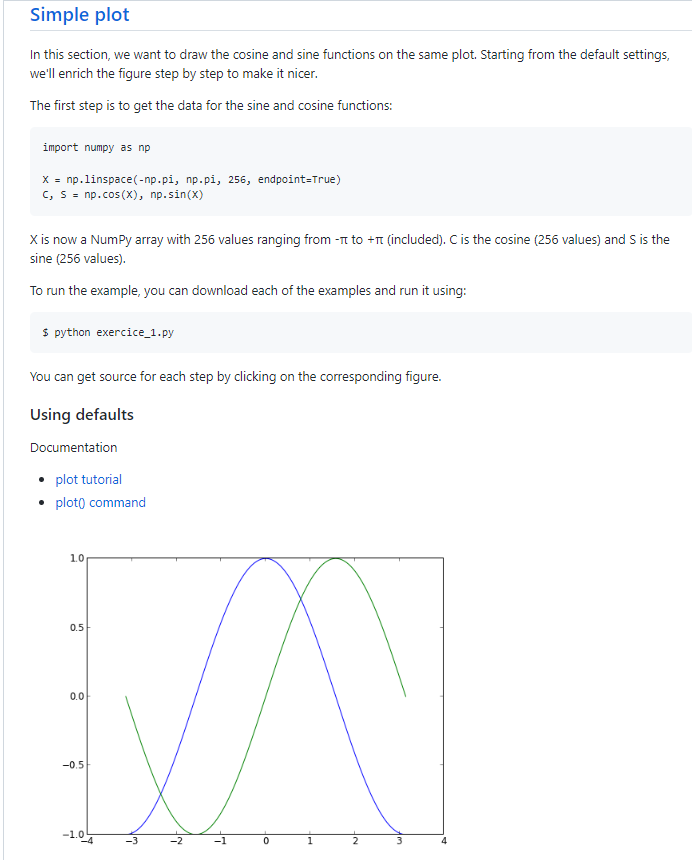 Simple plot
In this section, we want to draw the cosine and sine functions on the same plot. Starting from the default settings,
we'll enrich the figure step by step to make it nicer.
The first step is to get the data for the sine and cosine functions:
import numpy as np
X = np.linspace(-np.pi, np.pi, 256, endpoint=True)
C, S = np.cos(X), np.sin(X)
X is now a NumPy array with 256 values ranging from -π to +π (included). C is the cosine (256 values) and S is the
sine (256 values).
To run the example, you can download each of the examples and run it using:
$ python exercice_1.py
You can get source for each step by clicking on the corresponding figure.
Using defaults
Documentation
• plot tutorial
• plot() command
1.0
0.5
0.0
−0.5
−1.0
−4 −3 −2 −1 0 1 2 3 4